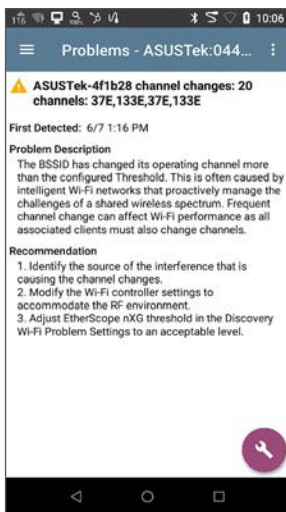 116
10:06
Problems - ASUSTek:044...
ASUSTek-4f1b28 channel changes: 20
channels: 37E,133E,37E,133E
First Detected: 6/7 1:16 PM
Problem Description
The BSSID has changed its operating channel more
than the configured Threshold. This is often caused by
intelligent Wi-Fi networks that proactively manage the
challenges of a shared wireless spectrum. Frequent
channel change can affect Wi-Fi performance as all
associated clients must also change channels.
Recommendation
1. Identify the source of the interference that is
causing the channel changes.
2. Modify the Wi-Fi controller settings to
accommodate the RF environment.
3. Adjust EtherScope nXG threshold in the Discovery
Wi-Fi Problem Settings to an acceptable level.